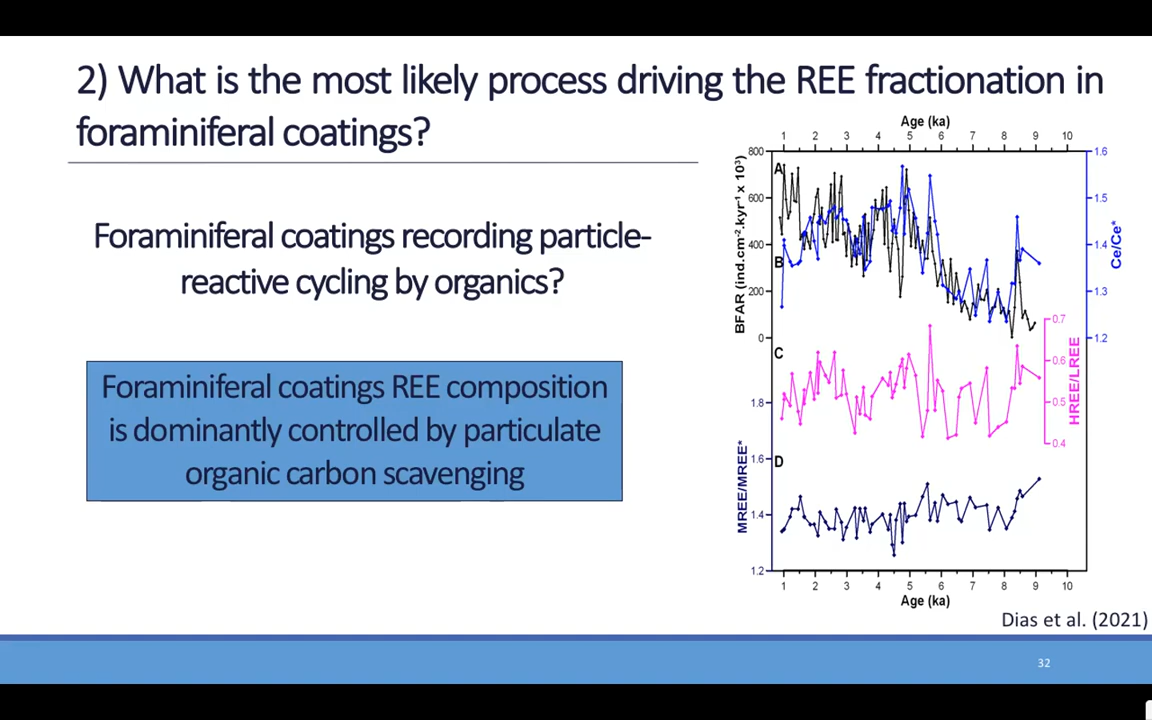 2) What is the most likely process driving the REE fractionation in
foraminiferal coatings?
Foraminiferal coatings recording particle-
reactive cycling by organics?
Foraminiferal coatings REE composition
is dominantly controlled by particulate
organic carbon scavenging
Age (ka)
1 2 3 4 5 6 7 8 9 10
800
600
400
200
0
BFAR (ind.cm⁻².kyr⁻¹ x 10³)
A
B
1.6
1.5
1.4
1.3
1.2
Ce/Ce*
C
0.7
0.6
0.5
0.4
HREE/LREE
D
1.8
1.6
1.4
1.2
MREE/MREE*
1 2 3 4 5 6 7 8 9 10
Age (ka)
Dias et al. (2021)
32